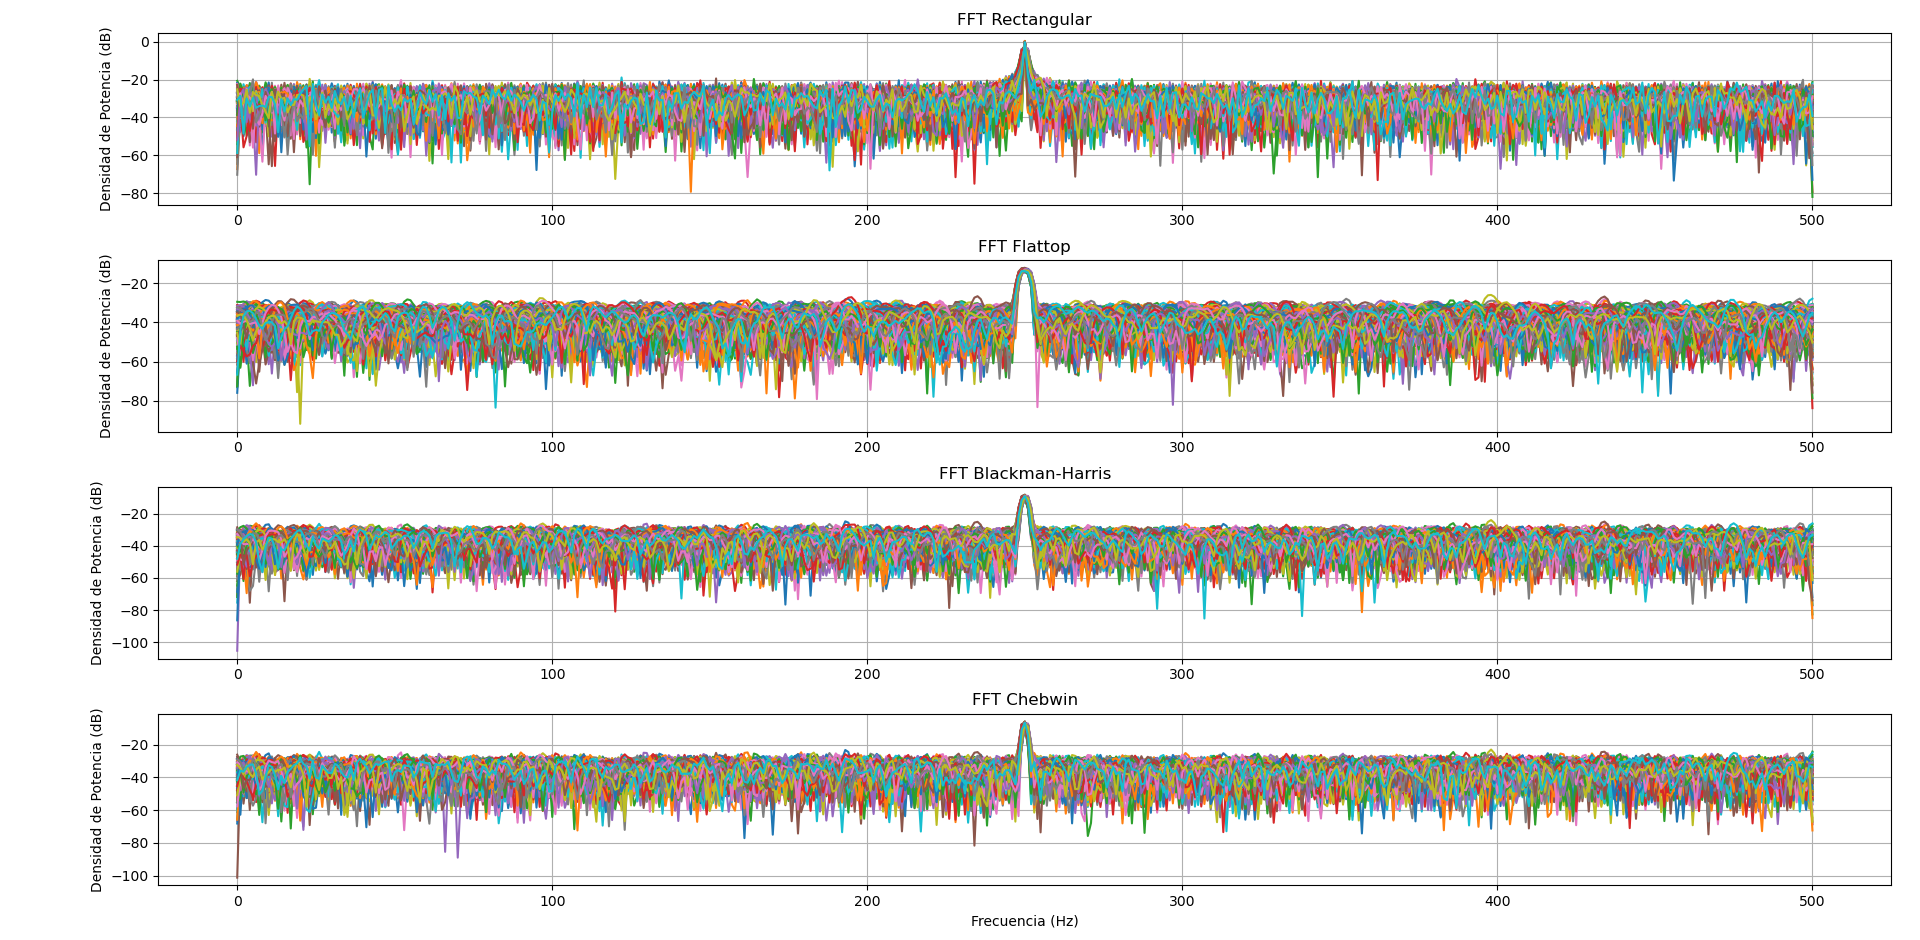 FFT Rectangular
Densidad de Potencia (dB)
0
−20
−40
−60
−80
0 100 200 300 400 500
FFT Flattop
Densidad de Potencia (dB)
−20
−40
−60
−80
0 100 200 300 400 500
FFT Blackman-Harris
Densidad de Potencia (dB)
−20
−40
−60
−80
−100
0 100 200 300 400 500
FFT Chebwin
Densidad de Potencia (dB)
−20
−40
−60
−80
−100
0 100 200 300 400 500
Frecuencia (Hz)